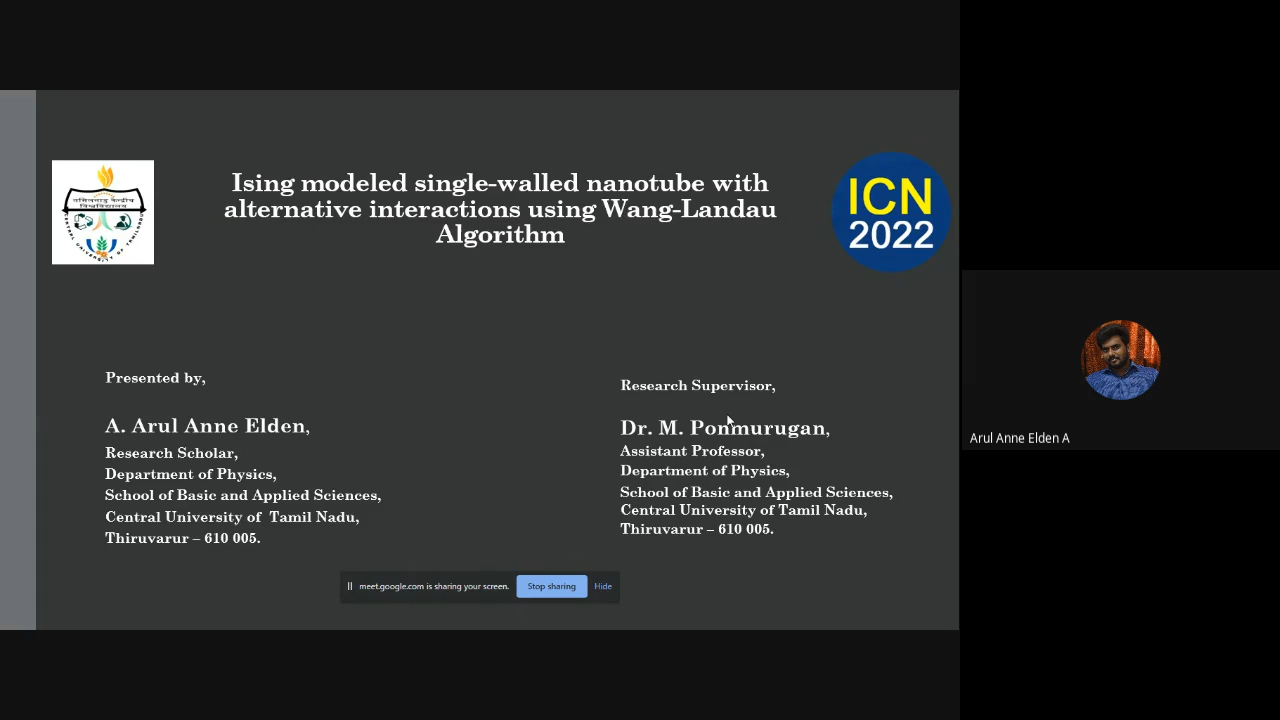 Ising modeled single-walled nanotube with
alternative interactions using Wang-Landau
Algorithm
ICN
2022
Presented by,
A. Arul Anne Elden,
Research Scholar,
Department of Physics,
School of Basic and Applied Sciences,
Central University of Tamil Nadu,
Thiruvarur – 610 005.
Research Supervisor,
Dr. M. Ponmurugan,
Assistant Professor,
Department of Physics,
School of Basic and Applied Sciences,
Central University of Tamil Nadu,
Thiruvarur – 610 005.
meet.google.com is sharing your screen. Stop sharing Hide
Arul Anne Elden A